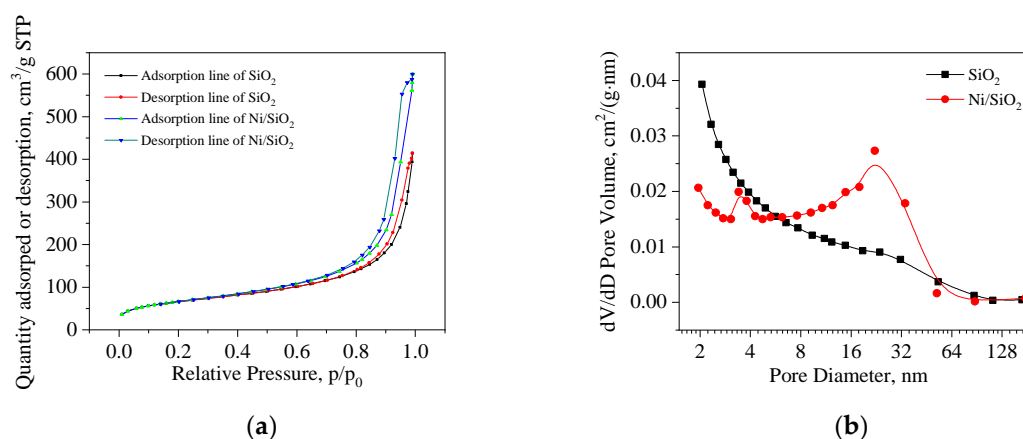 Quantity adsorped or desorption, cm³/g STP
600
500
400
300
200
100
0
Adsorption line of SiO₂
Desorption line of SiO₂
Adsorption line of Ni/SiO₂
Desorption line of Ni/SiO₂
0.0 0.2 0.4 0.6 0.8 1.0
Relative Pressure, p/p₀
(a)
dV/dD Pore Volume, cm²/(g·nm)
0.04
0.03
0.02
0.01
0.00
SiO₂
Ni/SiO₂
2 4 8 16 32 64 128
Pore Diameter, nm
(b)